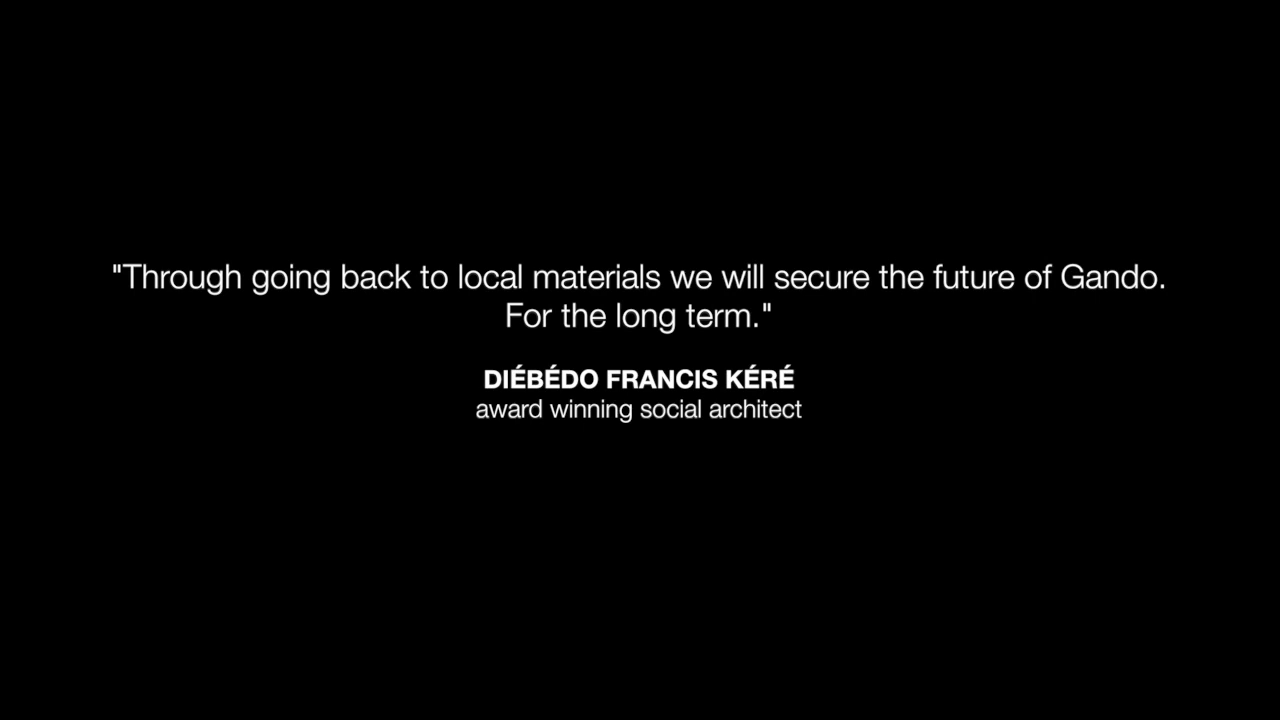 "Through going back to local materials we will secure the future of Gando.
For the long term."
DIÉBÉDO FRANCIS KÉRÉ
award winning social architect